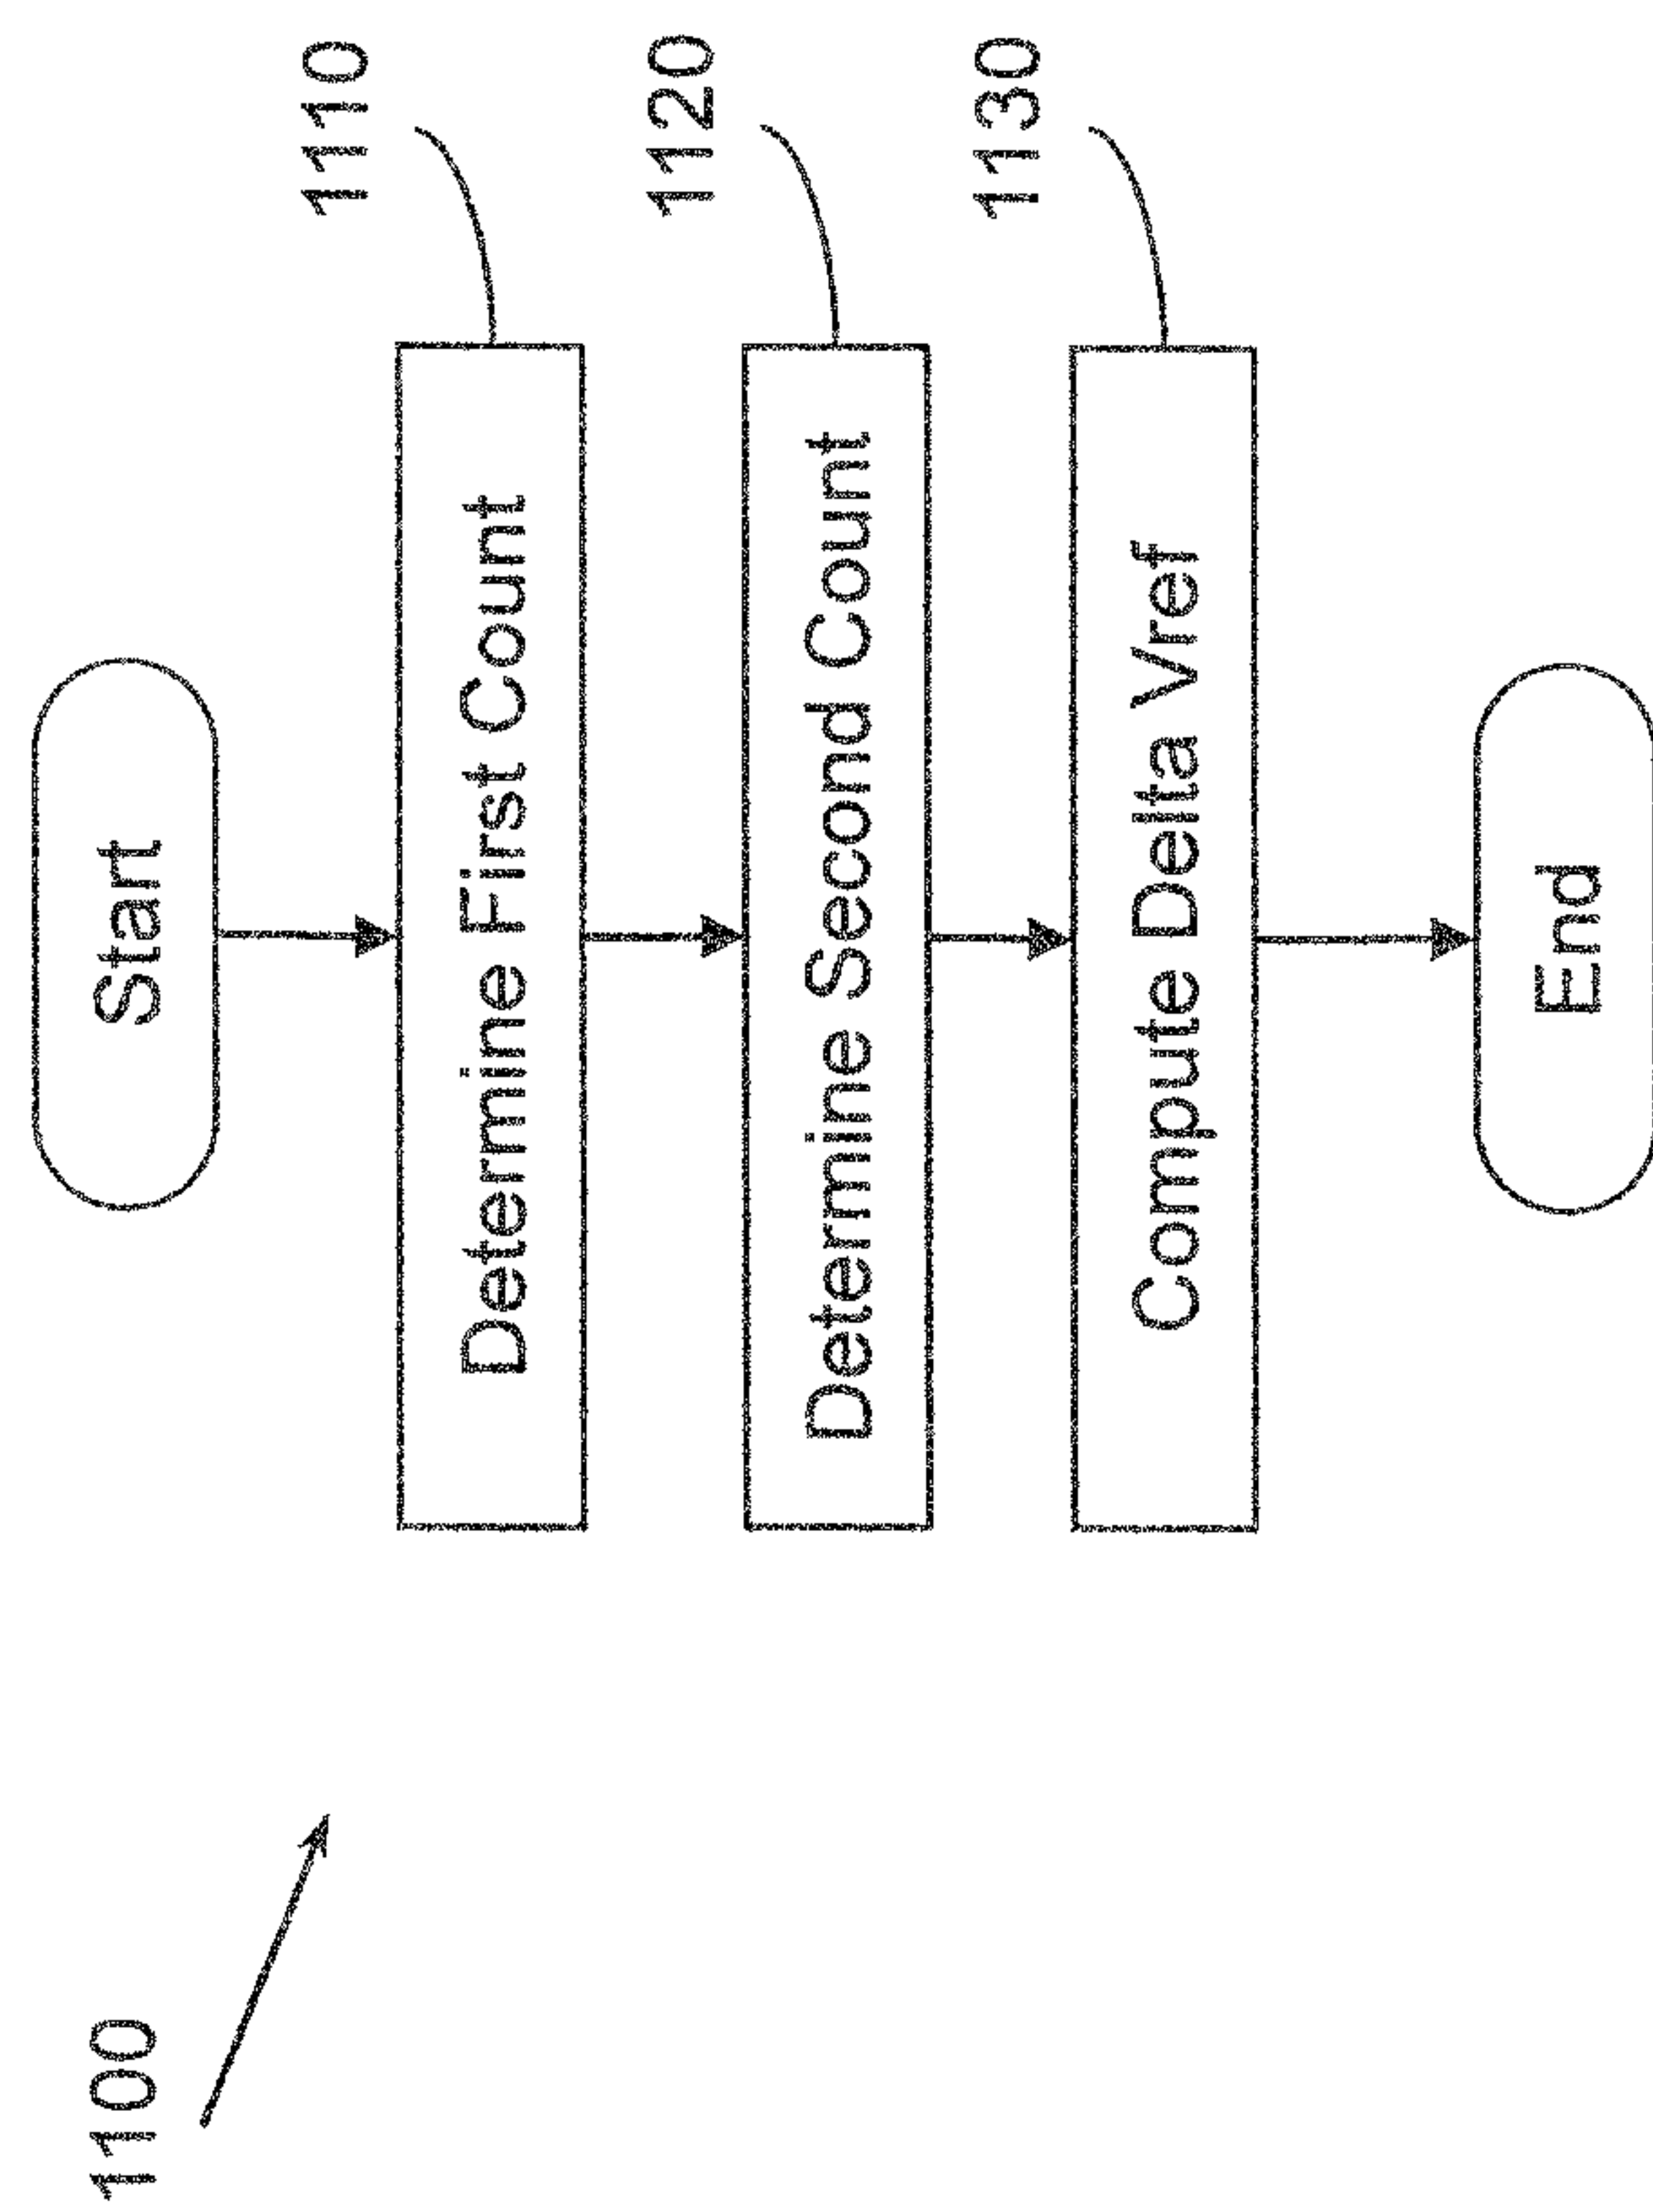 1100
Start
1110
Determine First Count
1120
Determine Second Count
1130
Compute Delta Vref
End